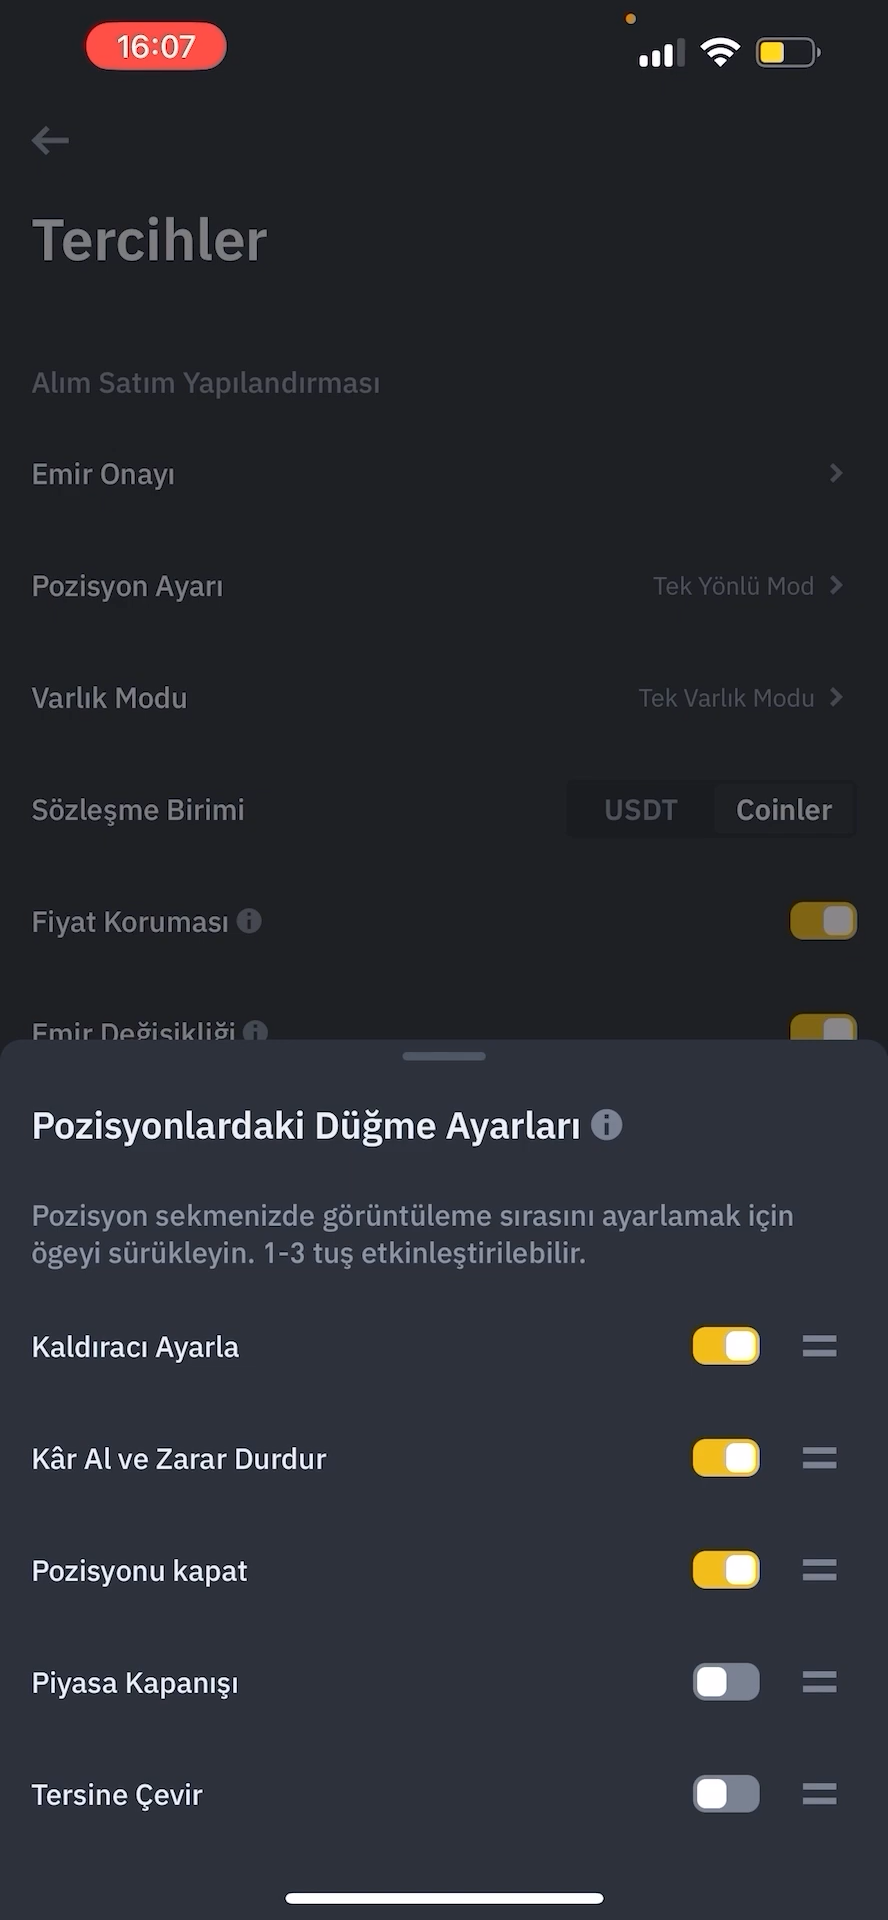 16:07
Tercihler
Alım Satım Yapılandırması
Emir Onayı
Pozisyon Ayarı Tek Yönlü Mod
Varlık Modu Tek Varlık Modu
Sözleşme Birimi USDT Coinler
Fiyat Koruması
Emir Değişikliği
Pozisyonlardaki Düğme Ayarları
Pozisyon sekmenizde görüntüleme sırasını ayarlamak için
ögeyi sürükleyin. 1-3 tuş etkinleştirilebilir.
Kaldıracı Ayarla
Kâr Al ve Zarar Durdur
Pozisyonu kapat
Piyasa Kapanışı
Tersine Çevir